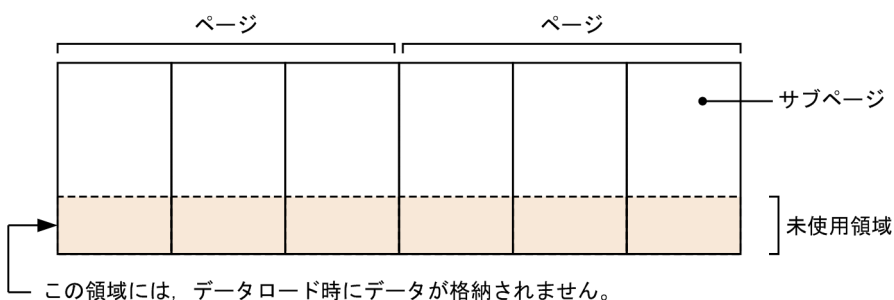 ページ
ページ
サブページ
未使用領域
この領域には，データロード時にデータが格納されません。